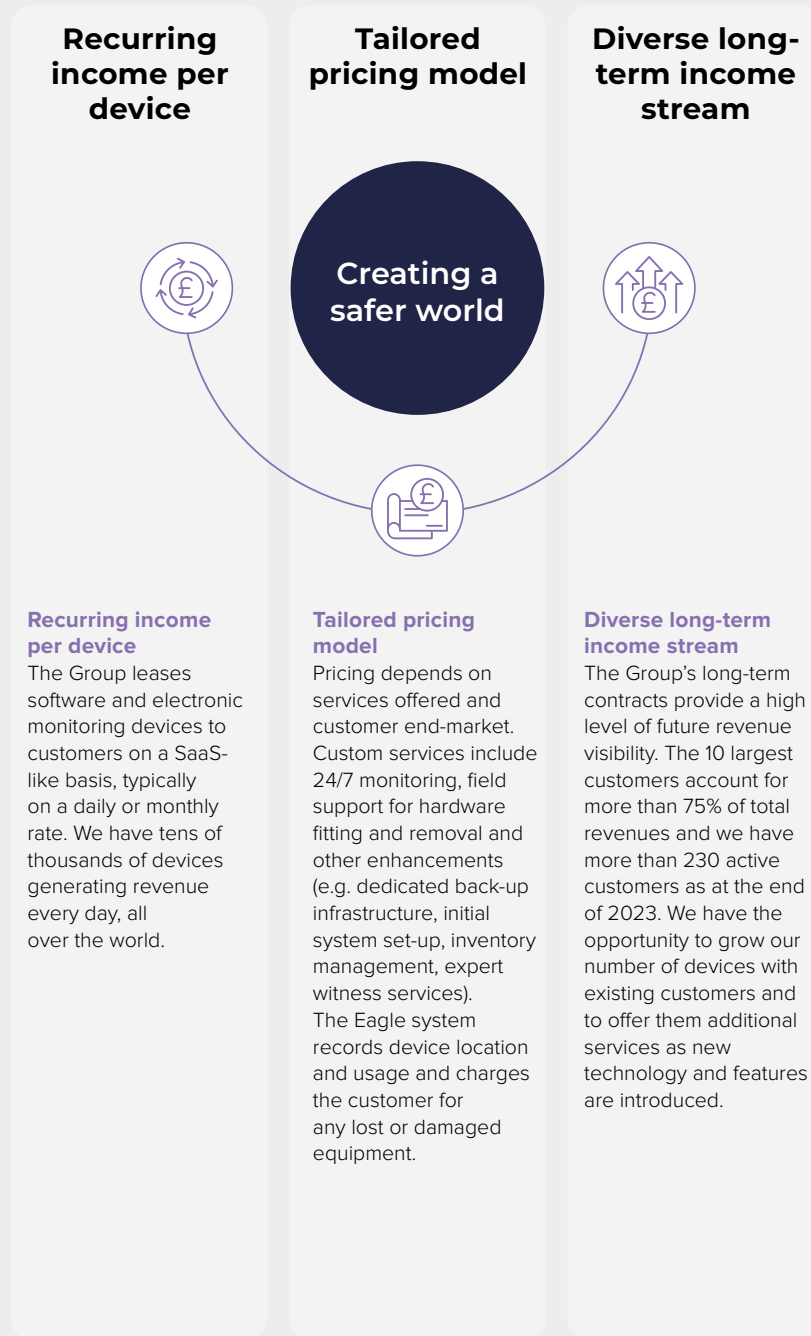 Recurring
income per
device
Tailored
pricing model
Diverse long-
term income
stream
Creating a
safer world
£
£
£
Recurring income
per device
The Group leases
software and electronic
monitoring devices to
customers on a SaaS-
like basis, typically
on a daily or monthly
rate. We have tens of
thousands of devices
generating revenue
every day, all
over the world.
Tailored pricing
model
Pricing depends on
services offered and
customer end-market.
Custom services include
24/7 monitoring, field
support for hardware
fitting and removal and
other enhancements
(e.g. dedicated back-up
infrastructure, initial
system set-up, inventory
management, expert
witness services).
The Eagle system
records device location
and usage and charges
the customer for
any lost or damaged
equipment.
Diverse long-term
income stream
The Group’s long-term
contracts provide a high
level of future revenue
visibility. The 10 largest
customers account for
more than 75% of total
revenues and we have
more than 230 active
customers as at the end
of 2023. We have the
opportunity to grow our
number of devices with
existing customers and
to offer them additional
services as new
technology and features
are introduced.